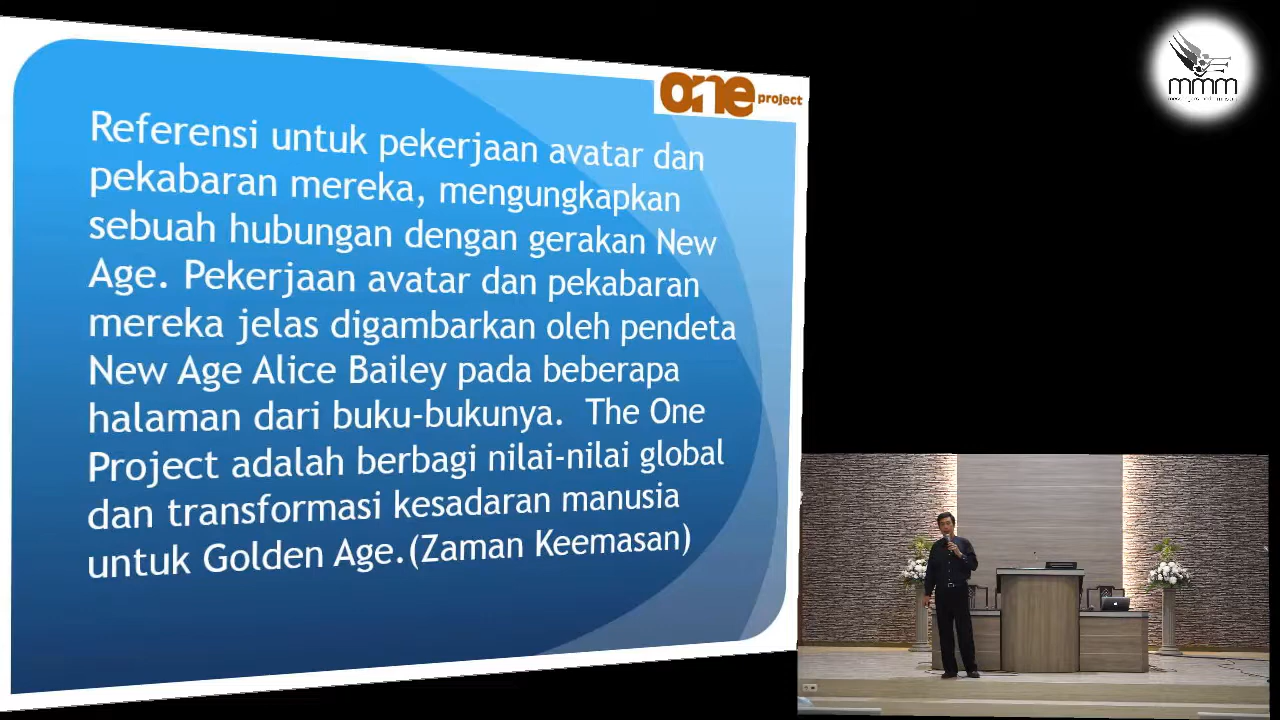 one project
Referensi untuk pekerjaan avatar dan
pekabaran mereka, mengungkapkan
sebuah hubungan dengan gerakan New
Age. Pekerjaan avatar dan pekabaran
mereka jelas digambarkan oleh pendeta
New Age Alice Bailey pada beberapa
halaman dari buku-bukunya. The One
Project adalah berbagi nilai-nilai global
dan transformasi kesadaran manusia
untuk Golden Age.(Zaman Keemasan)
mmm